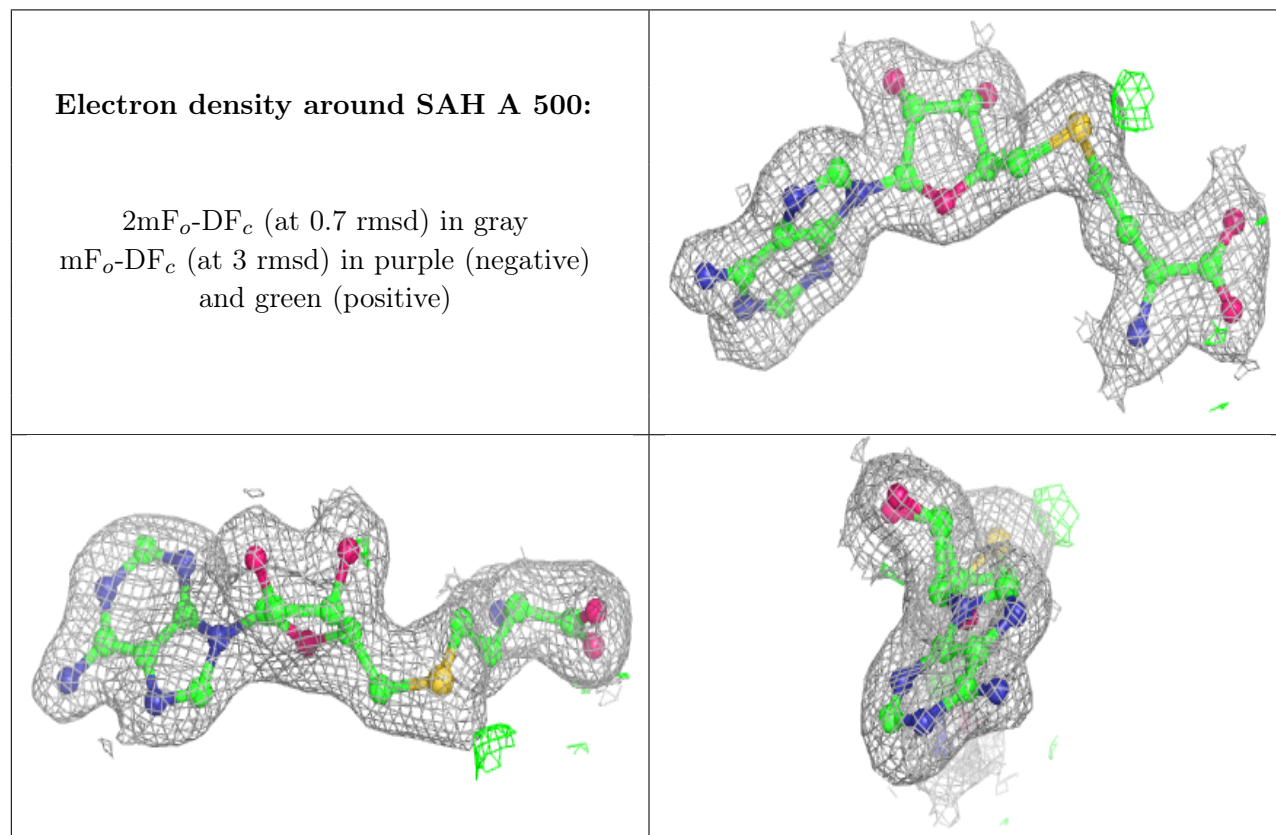 Electron density around SAH A 500:
2mFₒ-DF𝒸 (at 0.7 rmsd) in gray
mFₒ-DF𝒸 (at 3 rmsd) in purple (negative)
and green (positive)